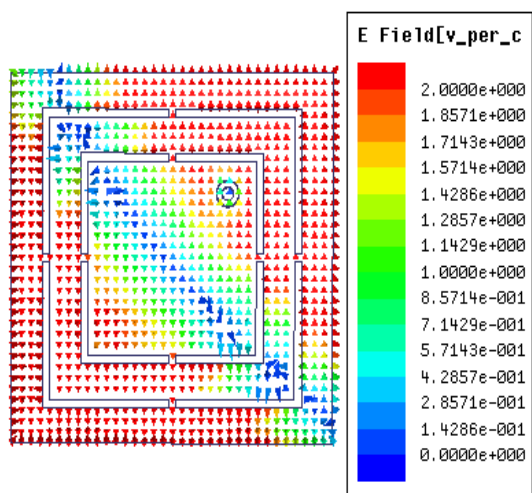 E Field[v_per_c
2.0000e+000
1.8571e+000
1.7143e+000
1.5714e+000
1.4286e+000
1.2857e+000
1.1429e+000
1.0000e+000
8.5714e-001
7.1429e-001
5.7143e-001
4.2857e-001
2.8571e-001
1.4286e-001
0.0000e+000